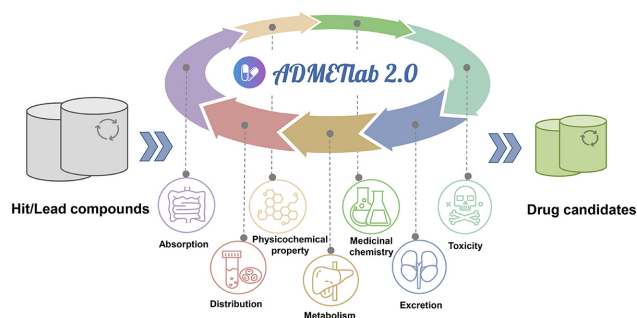 ADMETlab 2.0
Hit/Lead compounds
Drug candidates
Absorption
Physicochemical
property
Medicinal
chemistry
Toxicity
Distribution
Metabolism
Excretion